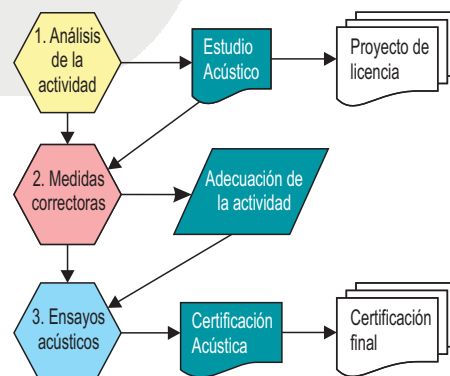 1. Análisis
de la
actividad
Estudio
Acústico
Proyecto de
licencia
2. Medidas
correctoras
Adecuación de
la actividad
3. Ensayos
acústicos
Certificación
Acústica
Certificación
final